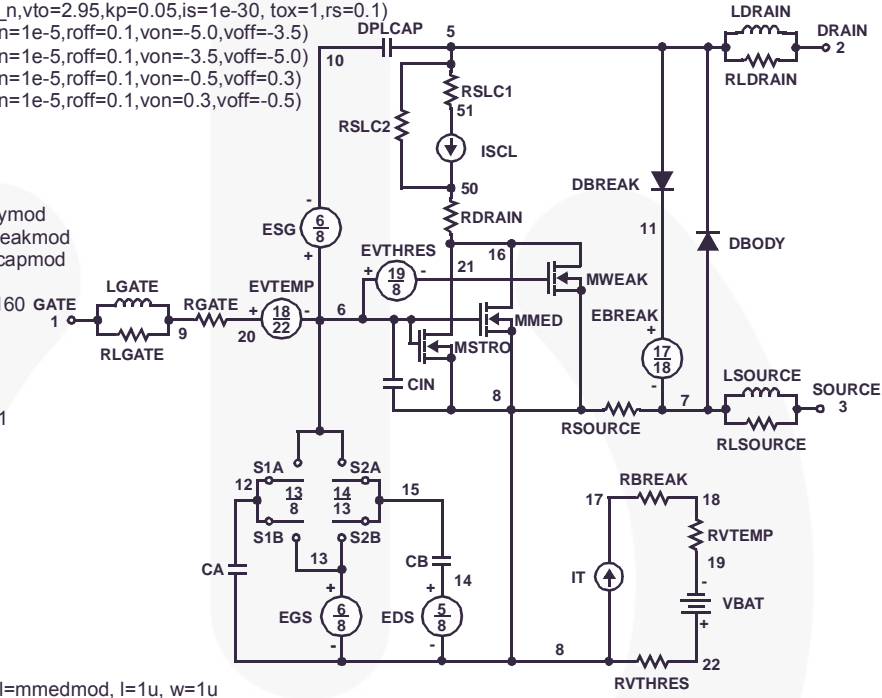 _n,vto=2.95,kp=0.05,is=1e-30, tox=1,rs=0.1)
n=1e-5,roff=0.1,von=-5.0,voff=-3.5)
n=1e-5,roff=0.1,von=-3.5,voff=-5.0)
n=1e-5,roff=0.1,von=-0.5,voff=0.3)
n=1e-5,roff=0.1,von=0.3,voff=-0.5)
ymod
eakmod
capmod
160
1
l=mmedmod, l=1u, w=1u
LDRAIN
DPLCAP
5
DRAIN
2
10
RLDRAIN
RSLC1
51
RSLC2
ISCL
50
DBREAK
RDRAIN
11
DBODY
ESG
6
8
-
+
EVTHRES
+
19
8
-
21
16
MWEAK
LGATE
EVTEMP
GATE
1
RGATE
+
18
22
-
6
EBREAK
+
MMED
9
20
RLGATE
MSTRO
17
18
-
CIN
8
LSOURCE
SOURCE
7
3
RSOURCE
RLSOURCE
S1A
S2A
12
13
8
14
13
15
RBREAK
17
18
S1B
S2B
RVTEMP
13
CB
19
CA
14
IT
-
+
+
VBAT
EGS
6
8
EDS
5
8
+
-
-
8
22
RVTHRES